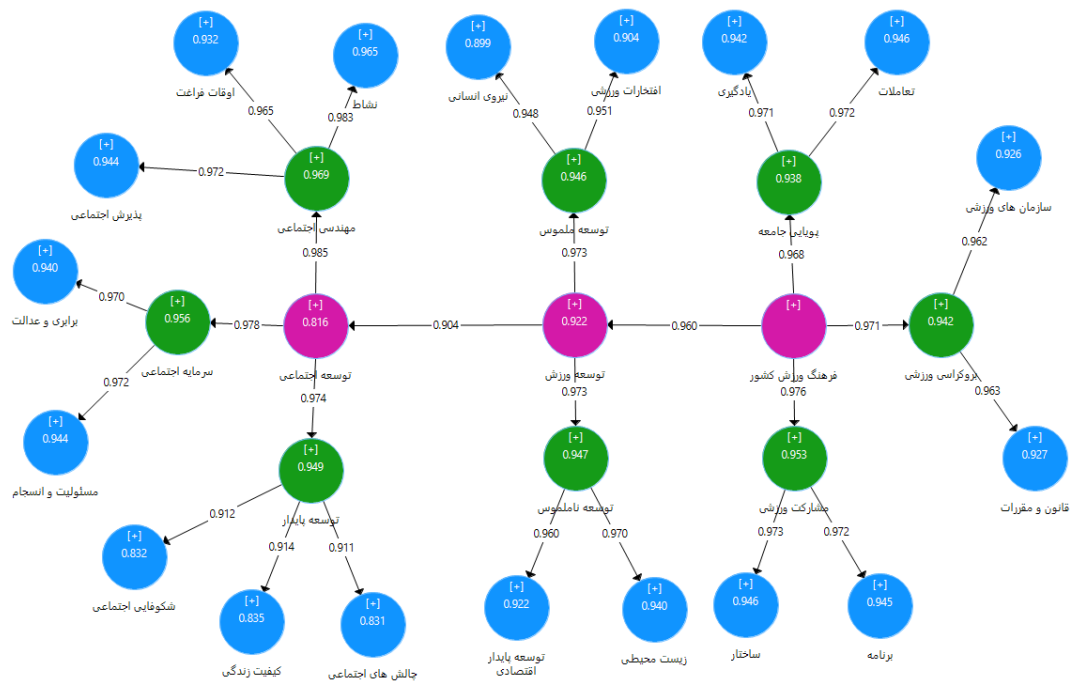 [+]
0.932
اوقات فراغت
[+]
0.965
نشاط
[+]
0.899
نیروی انسانی
[+]
0.904
افتخارات ورزشی
[+]
0.942
یادگیری
[+]
0.946
تعاملات
0.965
0.983
0.948
0.951
0.971
0.972
[+]
0.944
پذیرش اجتماعی
0.972
[+]
0.969
مهندسی اجتماعی
[+]
0.946
توسعه ملموس
[+]
0.938
پویایی جامعه
[+]
0.926
سازمان های ورزشی
0.985
0.973
0.968
0.962
[+]
0.940
برابری و عدالت
0.970
[+]
0.956
سرمایه اجتماعی
0.978
[+]
0.816
توسعه اجتماعی
0.904
[+]
0.922
توسعه ورزش
0.960
[+]
فرهنگ ورزش کشور
0.971
[+]
0.942
بروکراسی ورزشی
0.972
0.974
0.973
0.976
0.963
[+]
0.944
مسئولیت و انسجام
[+]
0.949
توسعه پایدار
[+]
0.947
توسعه ناملموس
[+]
0.953
مشارکت ورزشی
[+]
0.927
قانون و مقررات
0.912
0.914
0.911
0.960
0.970
0.973
0.972
[+]
0.832
شکوفایی اجتماعی
[+]
0.835
کیفیت زندگی
[+]
0.831
چالش های اجتماعی
[+]
0.922
توسعه پایدار
اقتصادی
[+]
0.940
زیست محیطی
[+]
0.946
ساختار
[+]
0.945
برنامه